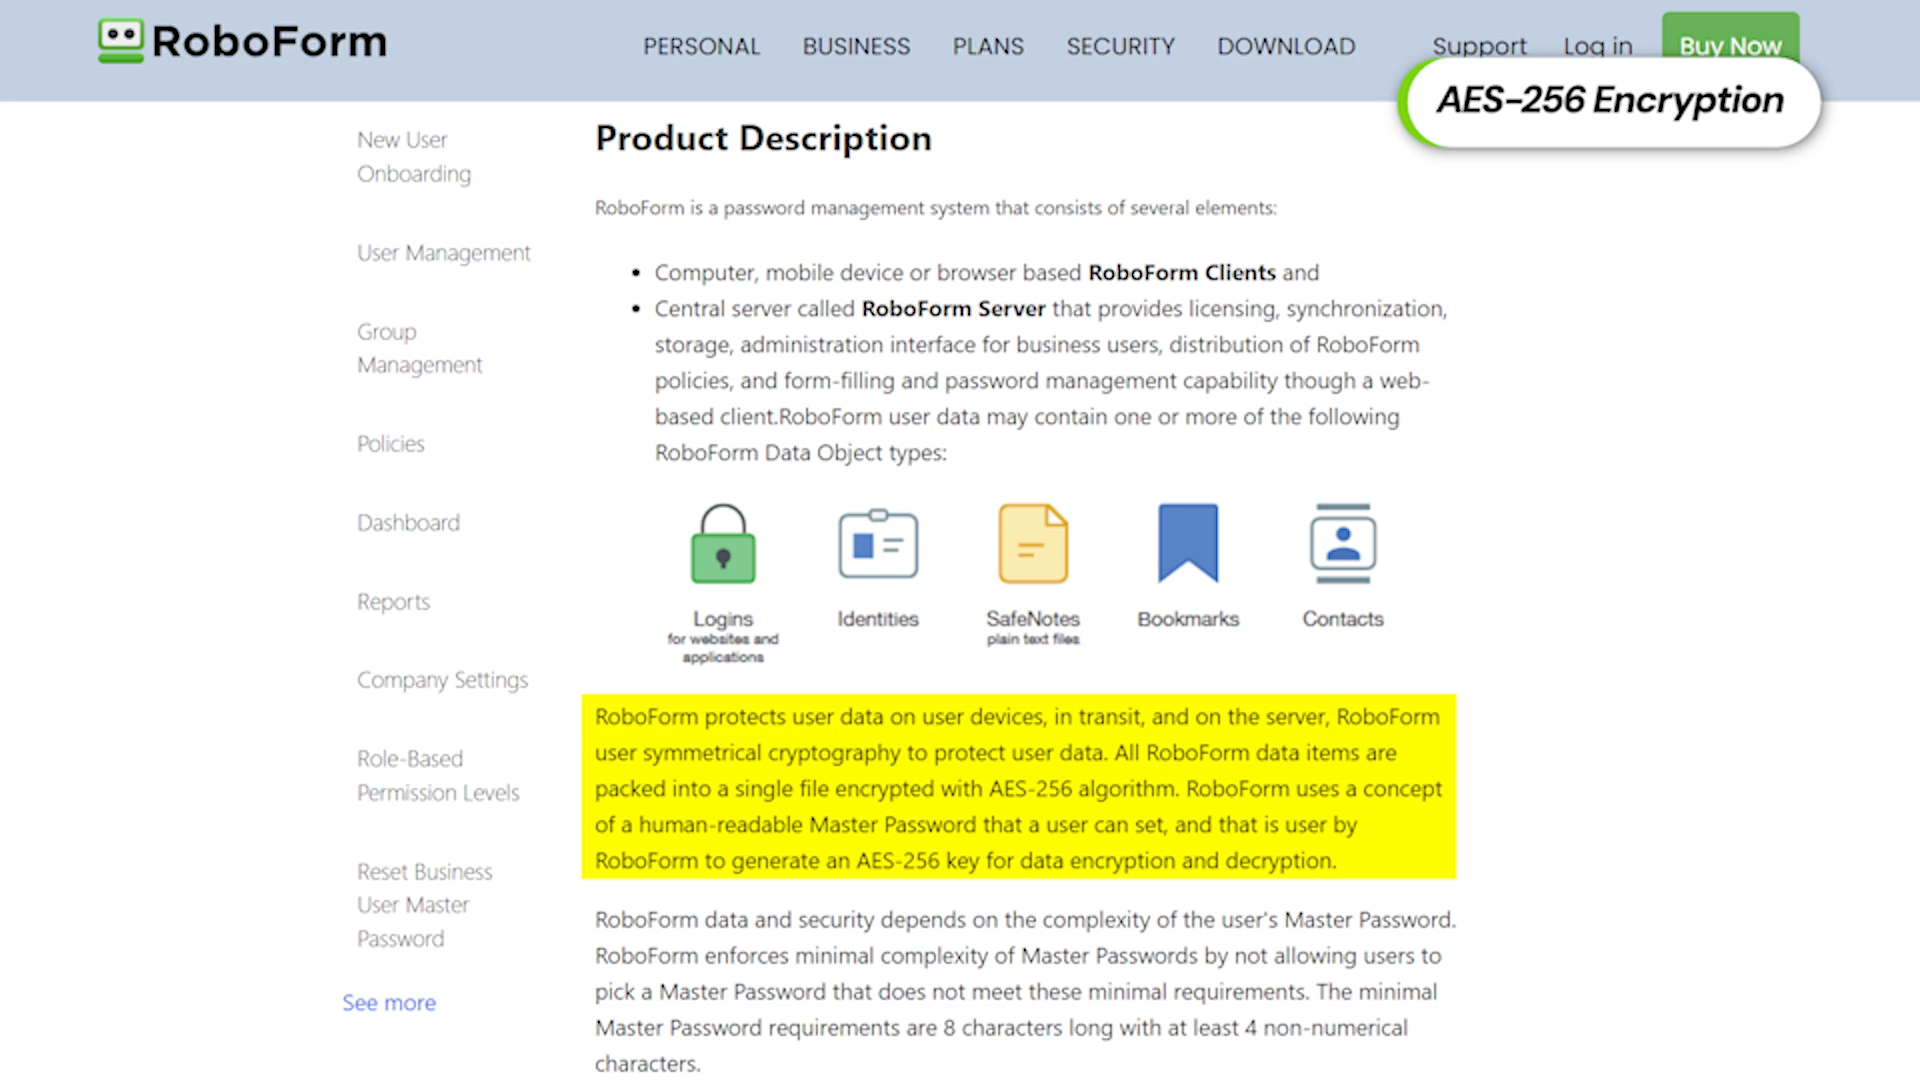 RoboForm
PERSONAL BUSINESS PLANS SECURITY DOWNLOAD Support Log in Buy Now
AES-256 Encryption
New User
Onboarding
User Management
Group
Management
Policies
Dashboard
Reports
Company Settings
Role-Based
Permission Levels
Reset Business
User Master
Password
See more
Product Description
RoboForm is a password management system that consists of several elements:
• Computer, mobile device or browser based RoboForm Clients and
• Central server called RoboForm Server that provides licensing, synchronization,
storage, administration interface for business users, distribution of RoboForm
policies, and form-filling and password management capability though a web-
based client.RoboForm user data may contain one or more of the following
RoboForm Data Object types:
Logins
for websites and
applications
Identities
SafeNotes
plain text files
Bookmarks
Contacts
RoboForm protects user data on user devices, in transit, and on the server, RoboForm
user symmetrical cryptography to protect user data. All RoboForm data items are
packed into a single file encrypted with AES-256 algorithm. RoboForm uses a concept
of a human-readable Master Password that a user can set, and that is user by
RoboForm to generate an AES-256 key for data encryption and decryption.
RoboForm data and security depends on the complexity of the user's Master Password.
RoboForm enforces minimal complexity of Master Passwords by not allowing users to
pick a Master Password that does not meet these minimal requirements. The minimal
Master Password requirements are 8 characters long with at least 4 non-numerical
characters.